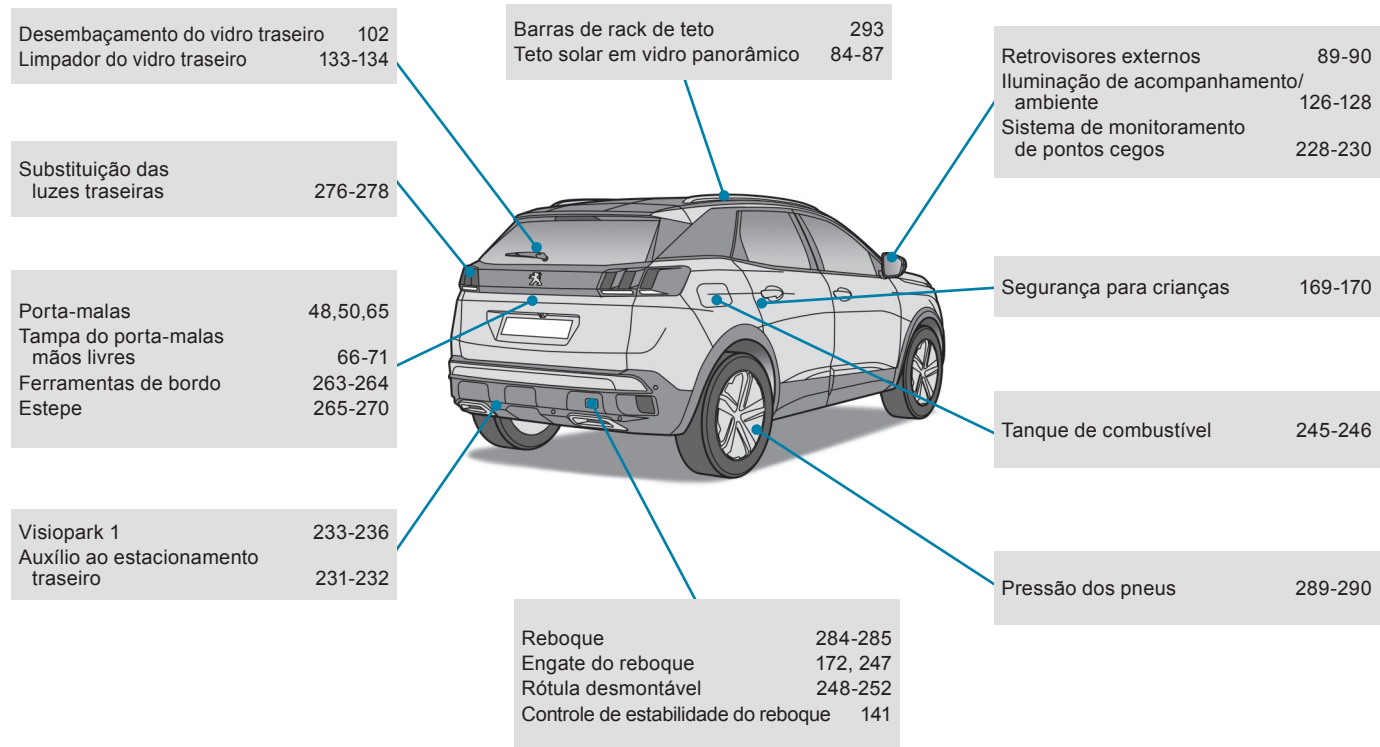 Desembaçamento do vidro traseiro 102
Limpador do vidro traseiro 133-134
Barras de rack de teto 293
Teto solar em vidro panorâmico 84-87
Retrovisores externos 89-90
Iluminação de acompanhamento/
ambiente 126-128
Sistema de monitoramento
de pontos cegos 228-230
Substituição das
luzes traseiras 276-278
Segurança para crianças 169-170
Porta-malas 48,50,65
Tampa do porta-malas
mãos livres 66-71
Ferramentas de bordo 263-264
Estepe 265-270
Tanque de combustível 245-246
Visiopark 1 233-236
Auxílio ao estacionamento
traseiro 231-232
Pressão dos pneus 289-290
Reboque 284-285
Engate do reboque 172, 247
Rótula desmontável 248-252
Controle de estabilidade do reboque 141